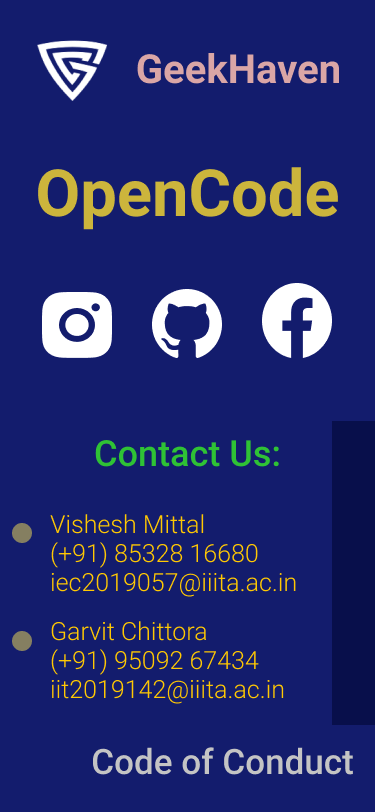 GeekHaven
OpenCode
Contact Us:
Vishesh Mittal
(+91) 85328 16680
iec2019057@iiita.ac.in
Garvit Chittora
(+91) 95092 67434
iit2019142@iiita.ac.in
Code of Conduct